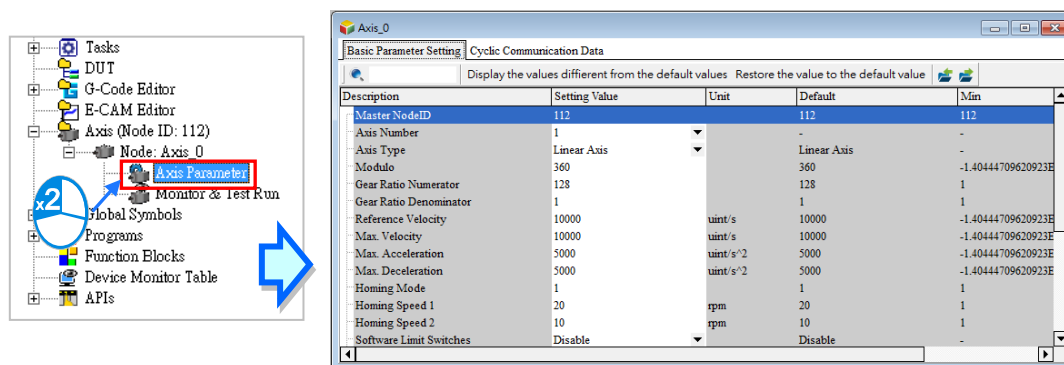 Tasks
DUT
G-Code Editor
E-CAM Editor
Axis (Node ID: 112)
Node: Axis_0
Axis Parameter
Monitor & Test Run
Global Symbols
Programs
Function Blocks
Device Monitor Table
APIs
x2
Axis_0
Basic Parameter Setting Cyclic Communication Data
Display the values diffierent from the default values Restore the value to the default value
Description Setting Value Unit Default Min
Master NodeID 112 112 112
Axis Number 1 - -
Axis Type Linear Axis Linear Axis -
Modulo 360 360 -1.40444709620923E
Gear Ratio Numerator 128 128 1
Gear Ratio Denominator 1 1 1
Reference Velocity 10000 uint/s 10000 -1.40444709620923E
Max. Velocity 10000 uint/s 10000 -1.40444709620923E
Max. Acceleration 5000 uint/s^2 5000 -1.40444709620923E
Max. Deceleration 5000 uint/s^2 5000 -1.40444709620923E
Homing Mode 1 1 1
Homing Speed 1 20 rpm 20 1
Homing Speed 2 10 rpm 10 1
Software Limit Switches Disable Disable -